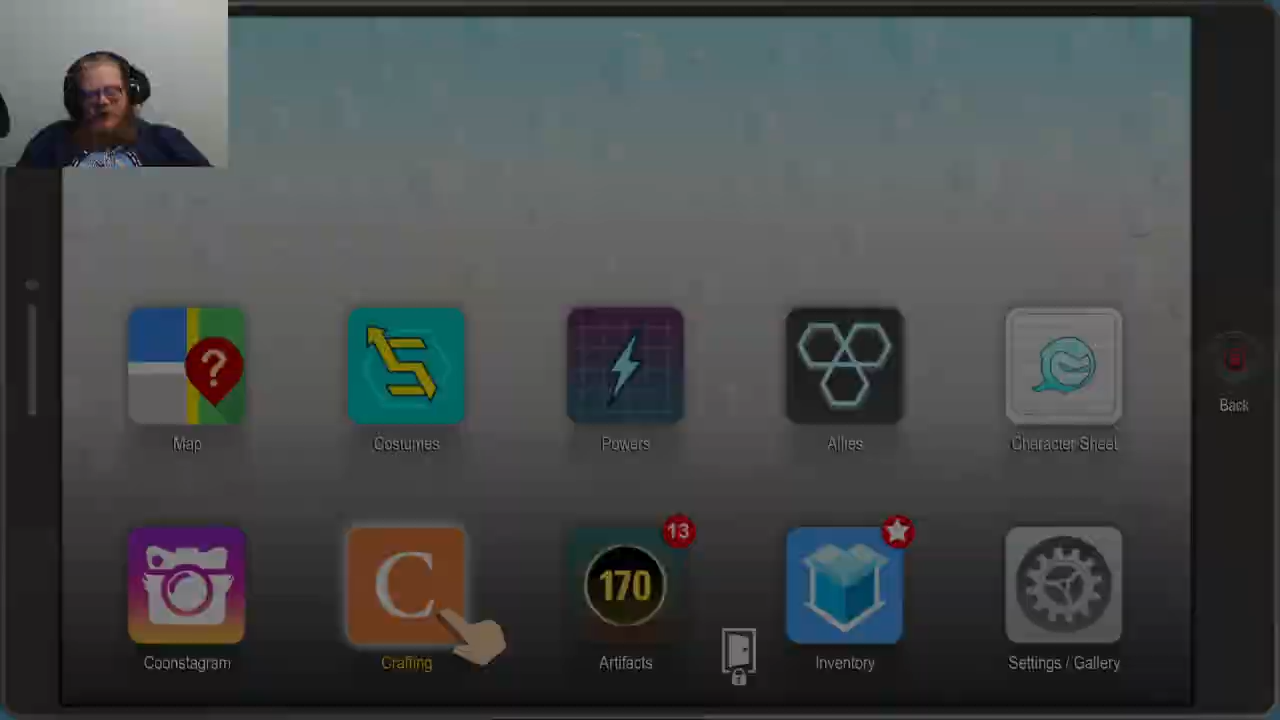 ?
Map
Costumes
Powers
Allies
Character Sheet
Back
13
C
170
Coonstagram
Crafting
Artifacts
Inventory
Settings / Gallery